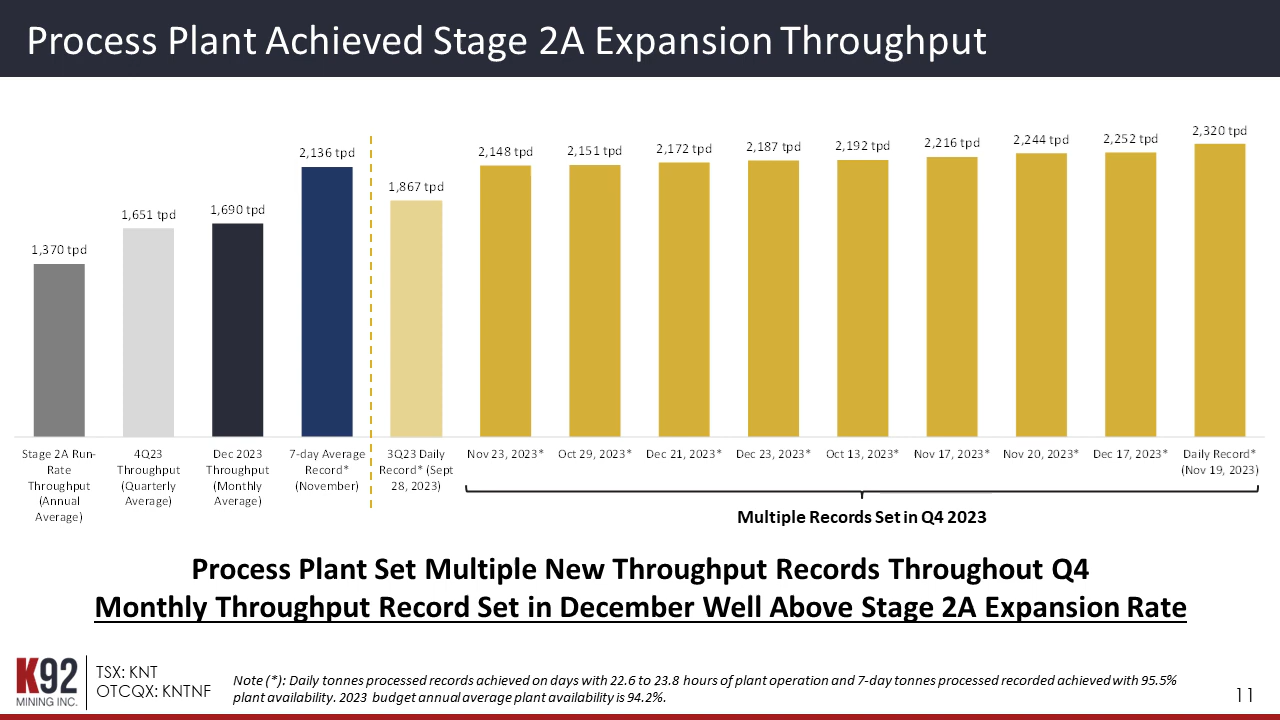 Process Plant Achieved Stage 2A Expansion Throughput
1,370 tpd
1,651 tpd
1,690 tpd
2,136 tpd
1,867 tpd
2,148 tpd
2,151 tpd
2,172 tpd
2,187 tpd
2,192 tpd
2,216 tpd
2,244 tpd
2,252 tpd
2,320 tpd
Stage 2A Run-
Rate
Throughput
(Annual
Average)
4Q23
Throughput
(Quarterly
Average)
Dec 2023
Throughput
(Monthly
Average)
7-day Average
Record*
(November)
3Q23 Daily
Record* (Sept
28, 2023)
Nov 23, 2023*
Oct 29, 2023*
Dec 21, 2023*
Dec 23, 2023*
Oct 13, 2023*
Nov 17, 2023*
Nov 20, 2023*
Dec 17, 2023*
Daily Record*
(Nov 19, 2023)
Multiple Records Set in Q4 2023
Process Plant Set Multiple New Throughput Records Throughout Q4
Monthly Throughput Record Set in December Well Above Stage 2A Expansion Rate
K92
MINING INC.
TSX: KNT
OTCQX: KNTNF
Note (*): Daily tonnes processed records achieved on days with 22.6 to 23.8 hours of plant operation and 7-day tonnes processed recorded achieved with 95.5%
plant availability. 2023 budget annual average plant availability is 94.2%.
11